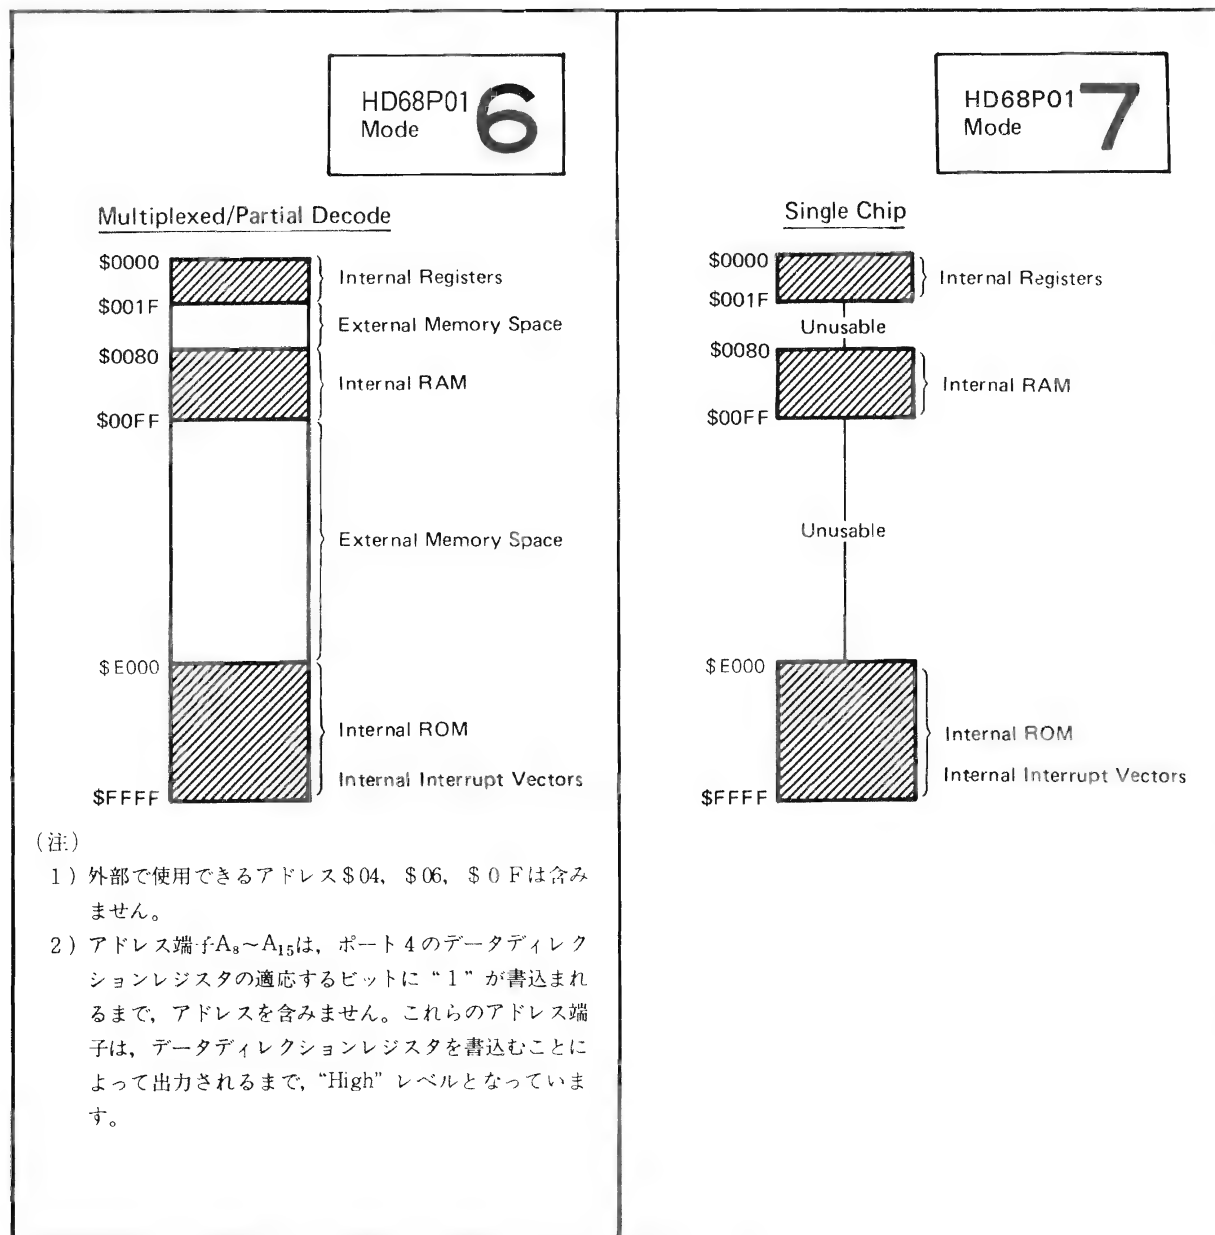 HD68P01
Mode 6
Multiplexed/Partial Decode
$0000
Internal Registers
$001F
External Memory Space
$0080
Internal RAM
$00FF
External Memory Space
$E000
Internal ROM
Internal Interrupt Vectors
$FFFF
(注)
1) 外部で使用できるアドレス$04, $06, $0Fは含み
ません。
2) アドレス端子A₈~A₁₅は, ポート4のデータディレク
ションレジスタの適応するビットに“1”が書込まれ
るまで, アドレスを含みません。これらのアドレス端
子は, データディレクションレジスタを書込むことに
よって出力されるまで, “High” レベルとなっていま
す。
HD68P01
Mode 7
Single Chip
$0000
Internal Registers
$001F
Unusable
$0080
Internal RAM
$00FF
Unusable
$E000
Internal ROM
Internal Interrupt Vectors
$FFFF